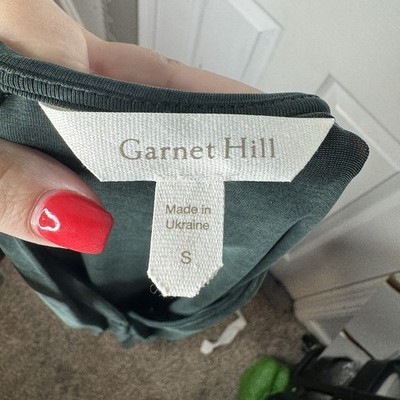 Garnet Hill
Made in
Ukraine
S